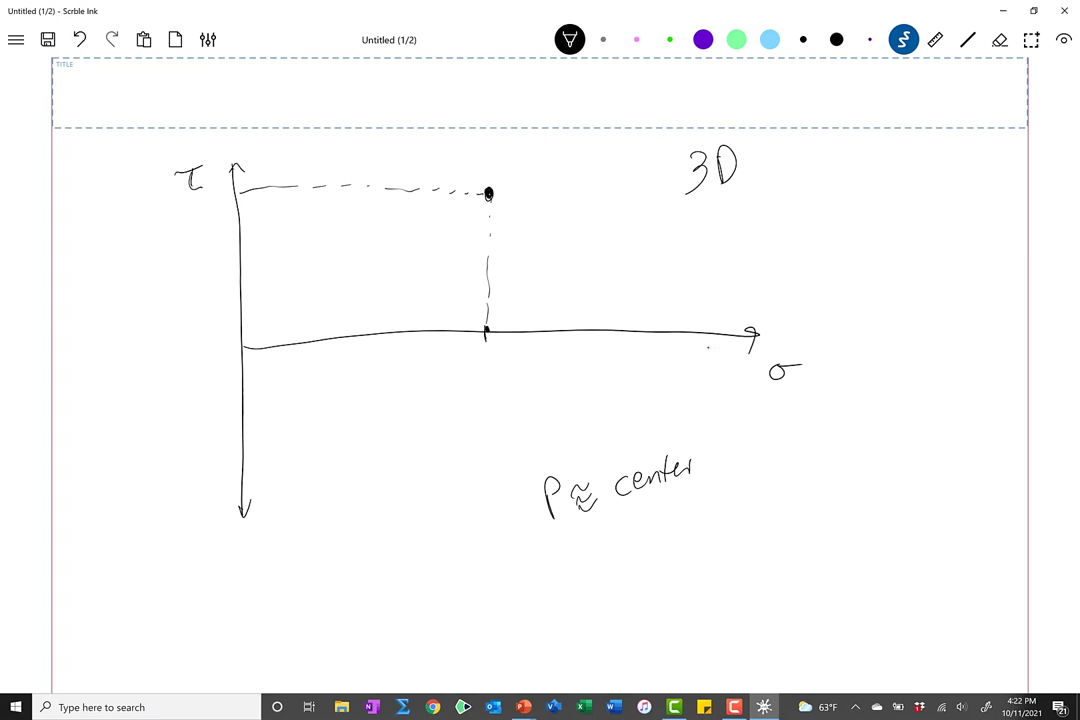 Untitled (1/2) - Scrble Ink
Untitled (1/2)
TITLE
τ
3D
σ
P ≈ center
Type here to search
63°F
4:22 PM
10/11/2021
21